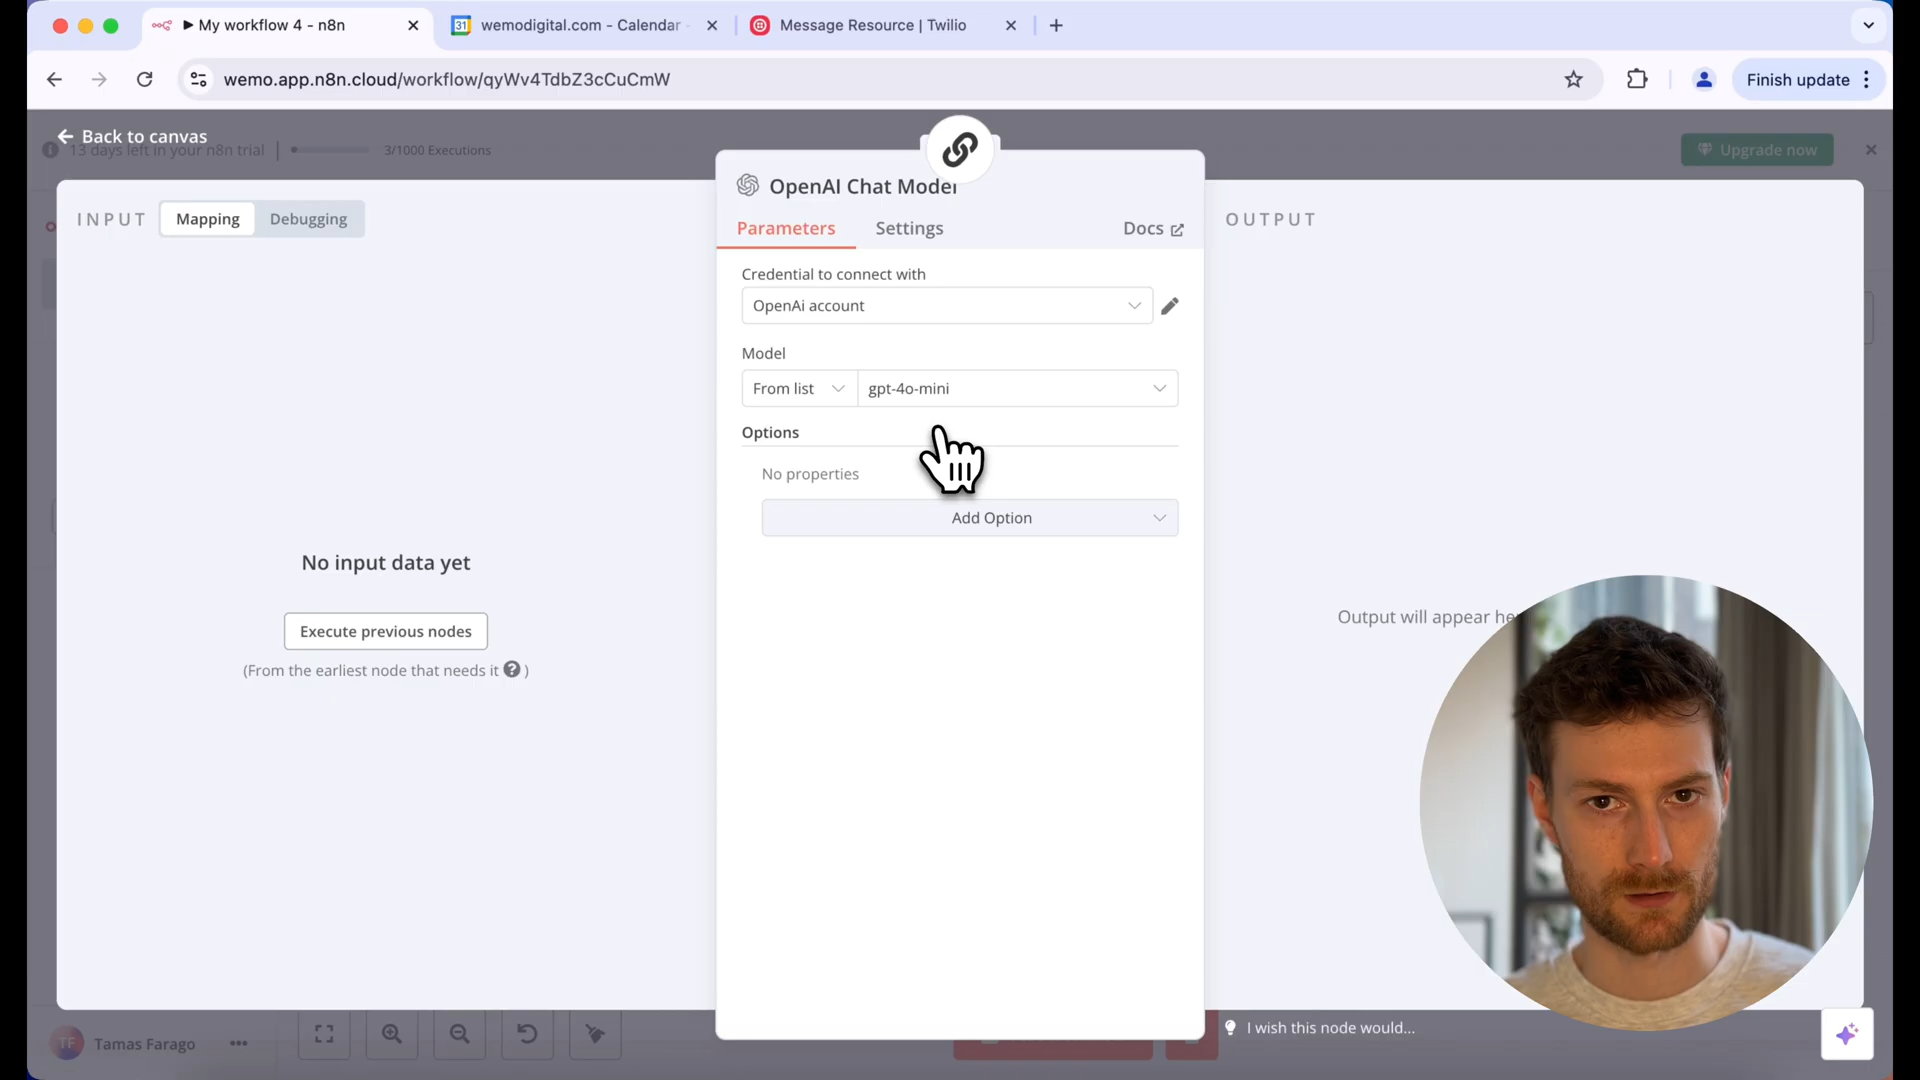 My workflow 4 - n8n
31 wemodigital.com - Calendar -
Message Resource | Twilio
wemo.app.n8n.cloud/workflow/qyWv4TdbZ3cCuCmW
Finish update
Back to canvas
13 days left in your n8n trial
3/1000 Executions
Upgrade now
INPUT
Mapping
Debugging
OpenAI Chat Model
OUTPUT
Parameters
Settings
Docs
Credential to connect with
OpenAi account
Model
From list
gpt-4o-mini
Options
No properties
Add Option
No input data yet
Execute previous nodes
(From the earliest node that needs it ? )
Output will appear he
I wish this node would...
TF
Tamas Farago